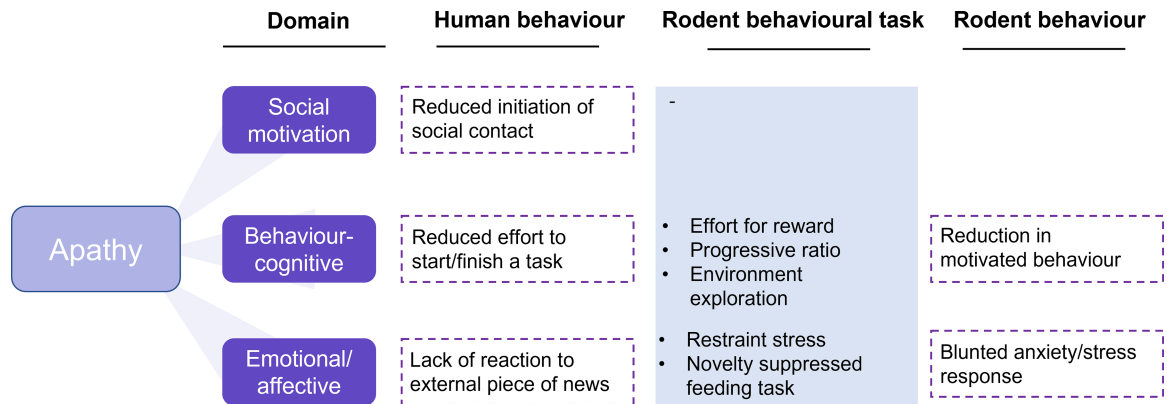 Domain
Human behaviour
Rodent behavioural task
Rodent behaviour
Apathy
Social
motivation
Reduced initiation of
social contact
-
Behaviour-
cognitive
Reduced effort to
start/finish a task
• Effort for reward
• Progressive ratio
• Environment
exploration
Reduction in
motivated behaviour
Emotional/
affective
Lack of reaction to
external piece of news
• Restraint stress
• Novelty suppressed
feeding task
Blunted anxiety/stress
response